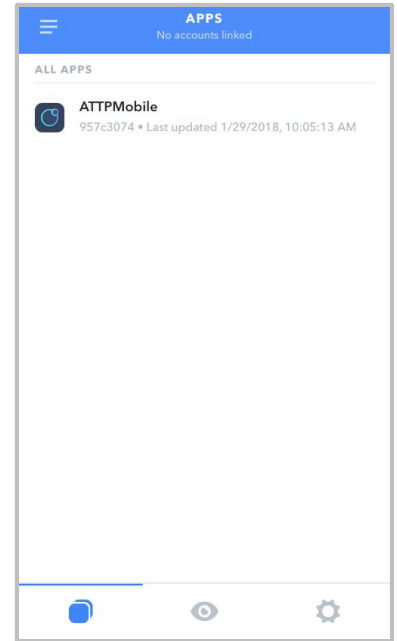 APPS
No accounts linked
ALL APPS
ATTPMobile
957c3074 • Last updated 1/29/2018, 10:05:13 AM